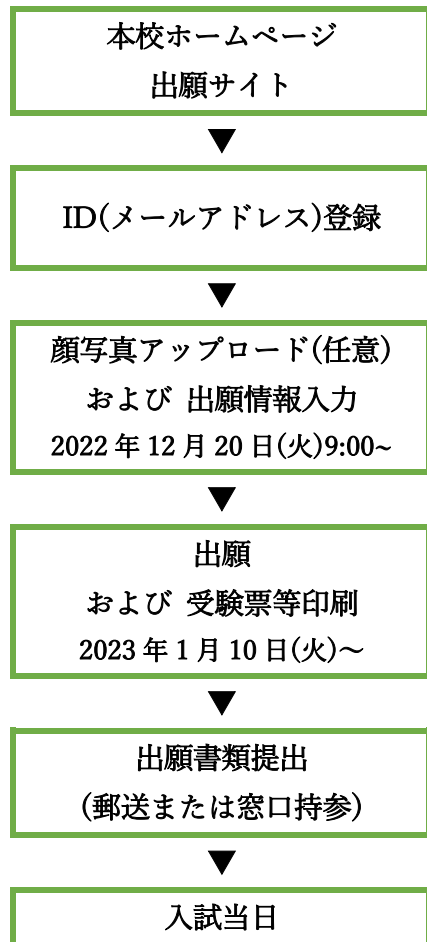 本校ホームページ
出願サイト
▼
ID(メールアドレス)登録
▼
顔写真アップロード(任意)
および 出願情報入力
2022 年 12 月 20 日(火)9:00~
▼
出願
および 受験票等印刷
2023 年 1 月 10 日(火)～
▼
出願書類提出
(郵送または窓口持参)
▼
入試当日